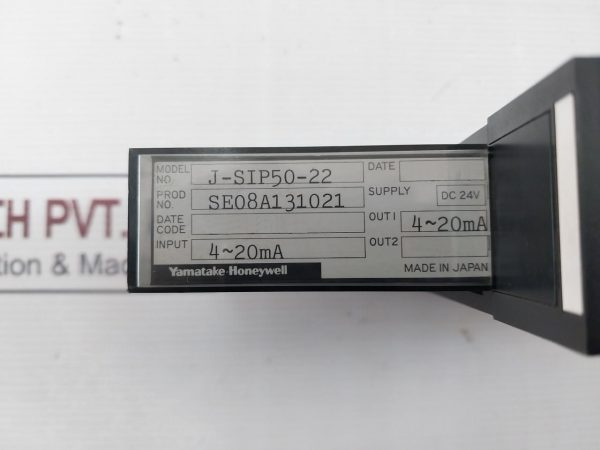 MODEL NO. J-SIP50-22 DATE
PROD NO. SE08A131021 SUPPLY DC 24V
DATE CODE OUT1 4~20mA
INPUT 4~20mA OUT2
Yamatake-Honeywell MADE IN JAPAN
CH PVT.
tion & Mac